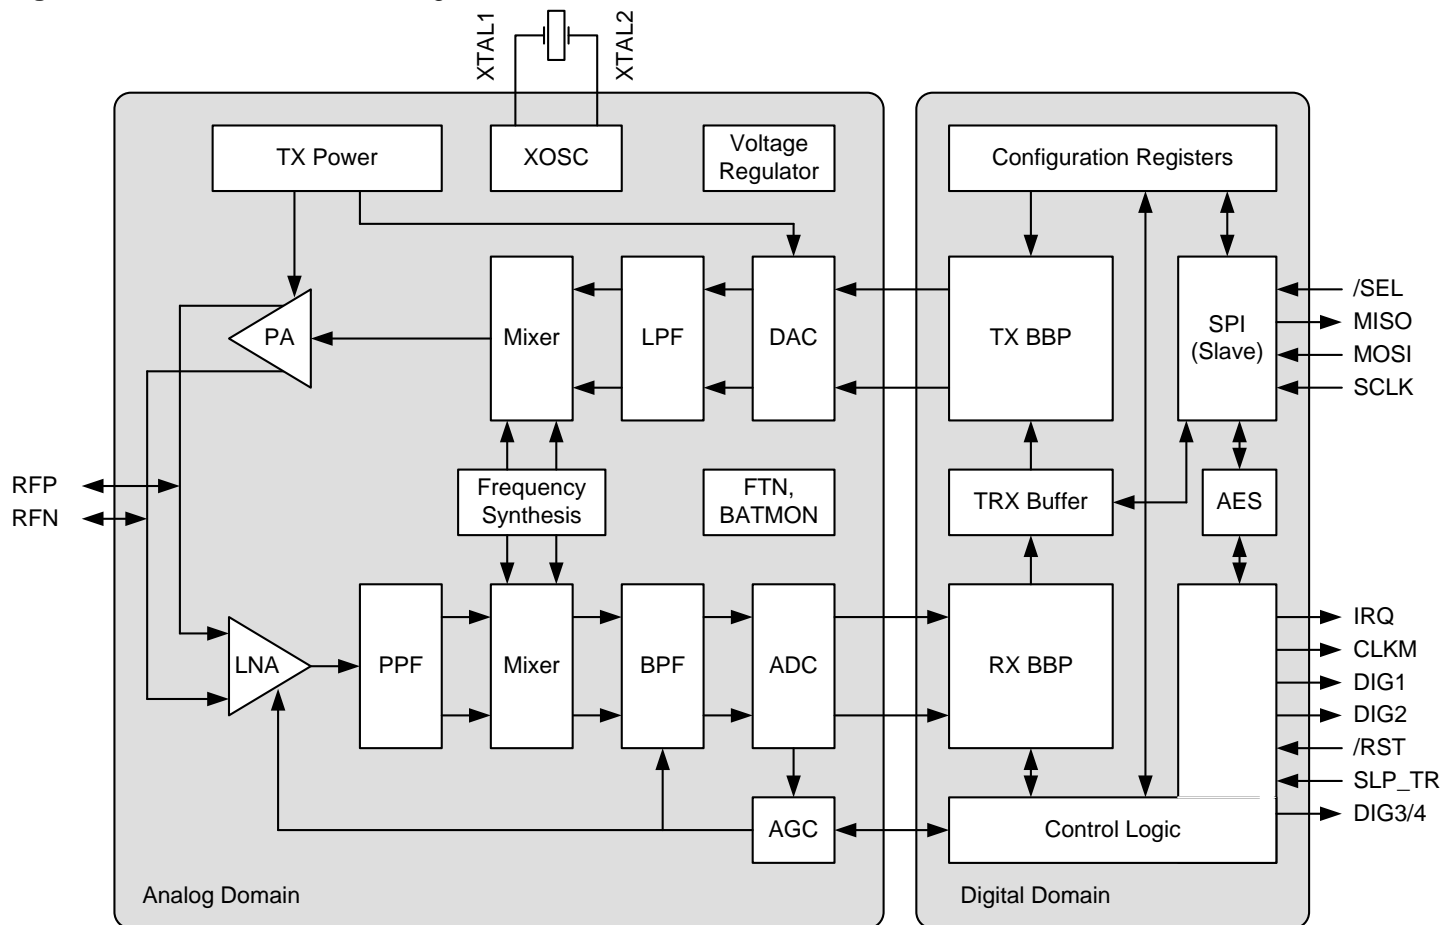 XTAL1
XTAL2
TX Power
XOSC
Voltage
Regulator
Configuration Registers
PA
Mixer
LPF
DAC
TX BBP
SPI
(Slave)
/SEL
MISO
MOSI
SCLK
RFP
RFN
Frequency
Synthesis
FTN,
BATMON
TRX Buffer
AES
LNA
PPF
Mixer
BPF
ADC
RX BBP
IRQ
CLKM
DIG1
DIG2
/RST
SLP_TR
DIG3/4
AGC
Control Logic
Analog Domain
Digital Domain